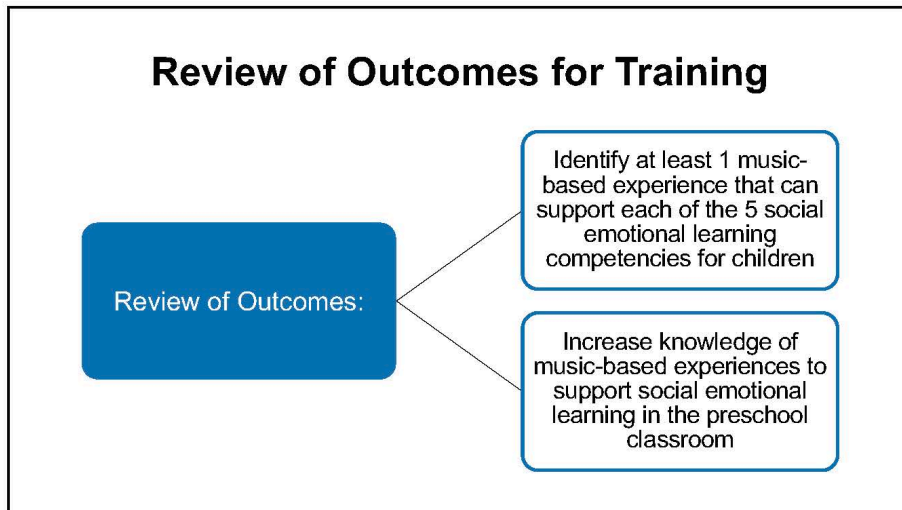 Review of Outcomes for Training
Review of Outcomes:
Identify at least 1 music-
based experience that can
support each of the 5 social
emotional learning
competencies for children
Increase knowledge of
music-based experiences to
support social emotional
learning in the preschool
classroom